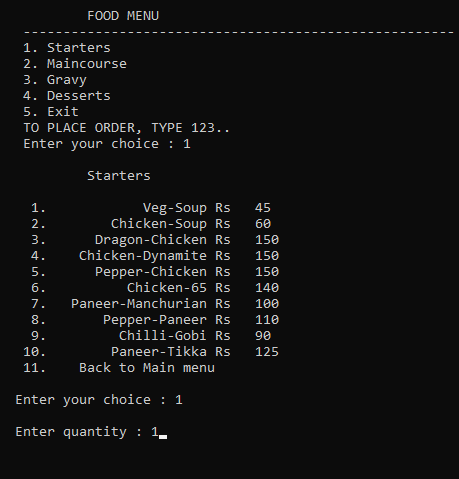 FOOD MENU
------------------------------------------------------
1. Starters
2. Maincourse
3. Gravy
4. Desserts
5. Exit
TO PLACE ORDER, TYPE 123..
Enter your choice : 1
Starters
1. Veg-Soup Rs 45
2. Chicken-Soup Rs 60
3. Dragon-Chicken Rs 150
4. Chicken-Dynamite Rs 150
5. Pepper-Chicken Rs 150
6. Chicken-65 Rs 140
7. Paneer-Manchurian Rs 100
8. Pepper-Paneer Rs 110
9. Chilli-Gobi Rs 90
10. Paneer-Tikka Rs 125
11. Back to Main menu
Enter your choice : 1
Enter quantity : 1